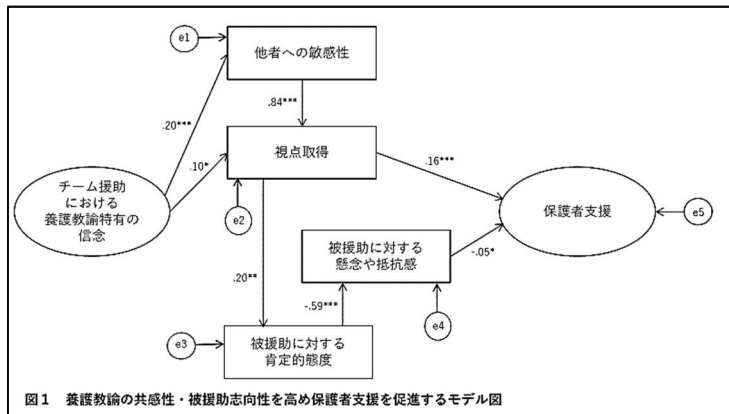 e1
他者への敏感性
.20***
.84***
.10*
視点取得
.16***
チーム援助
における
養護教諭特有の
信念
e2
保護者支援
e5
被援助に対する
懸念や抵抗感
-.05*
.20**
-.59***
e4
e3
被援助に対する
肯定的態度
図1 養護教諭の共感性・被援助志向性を高め保護者支援を促進するモデル図